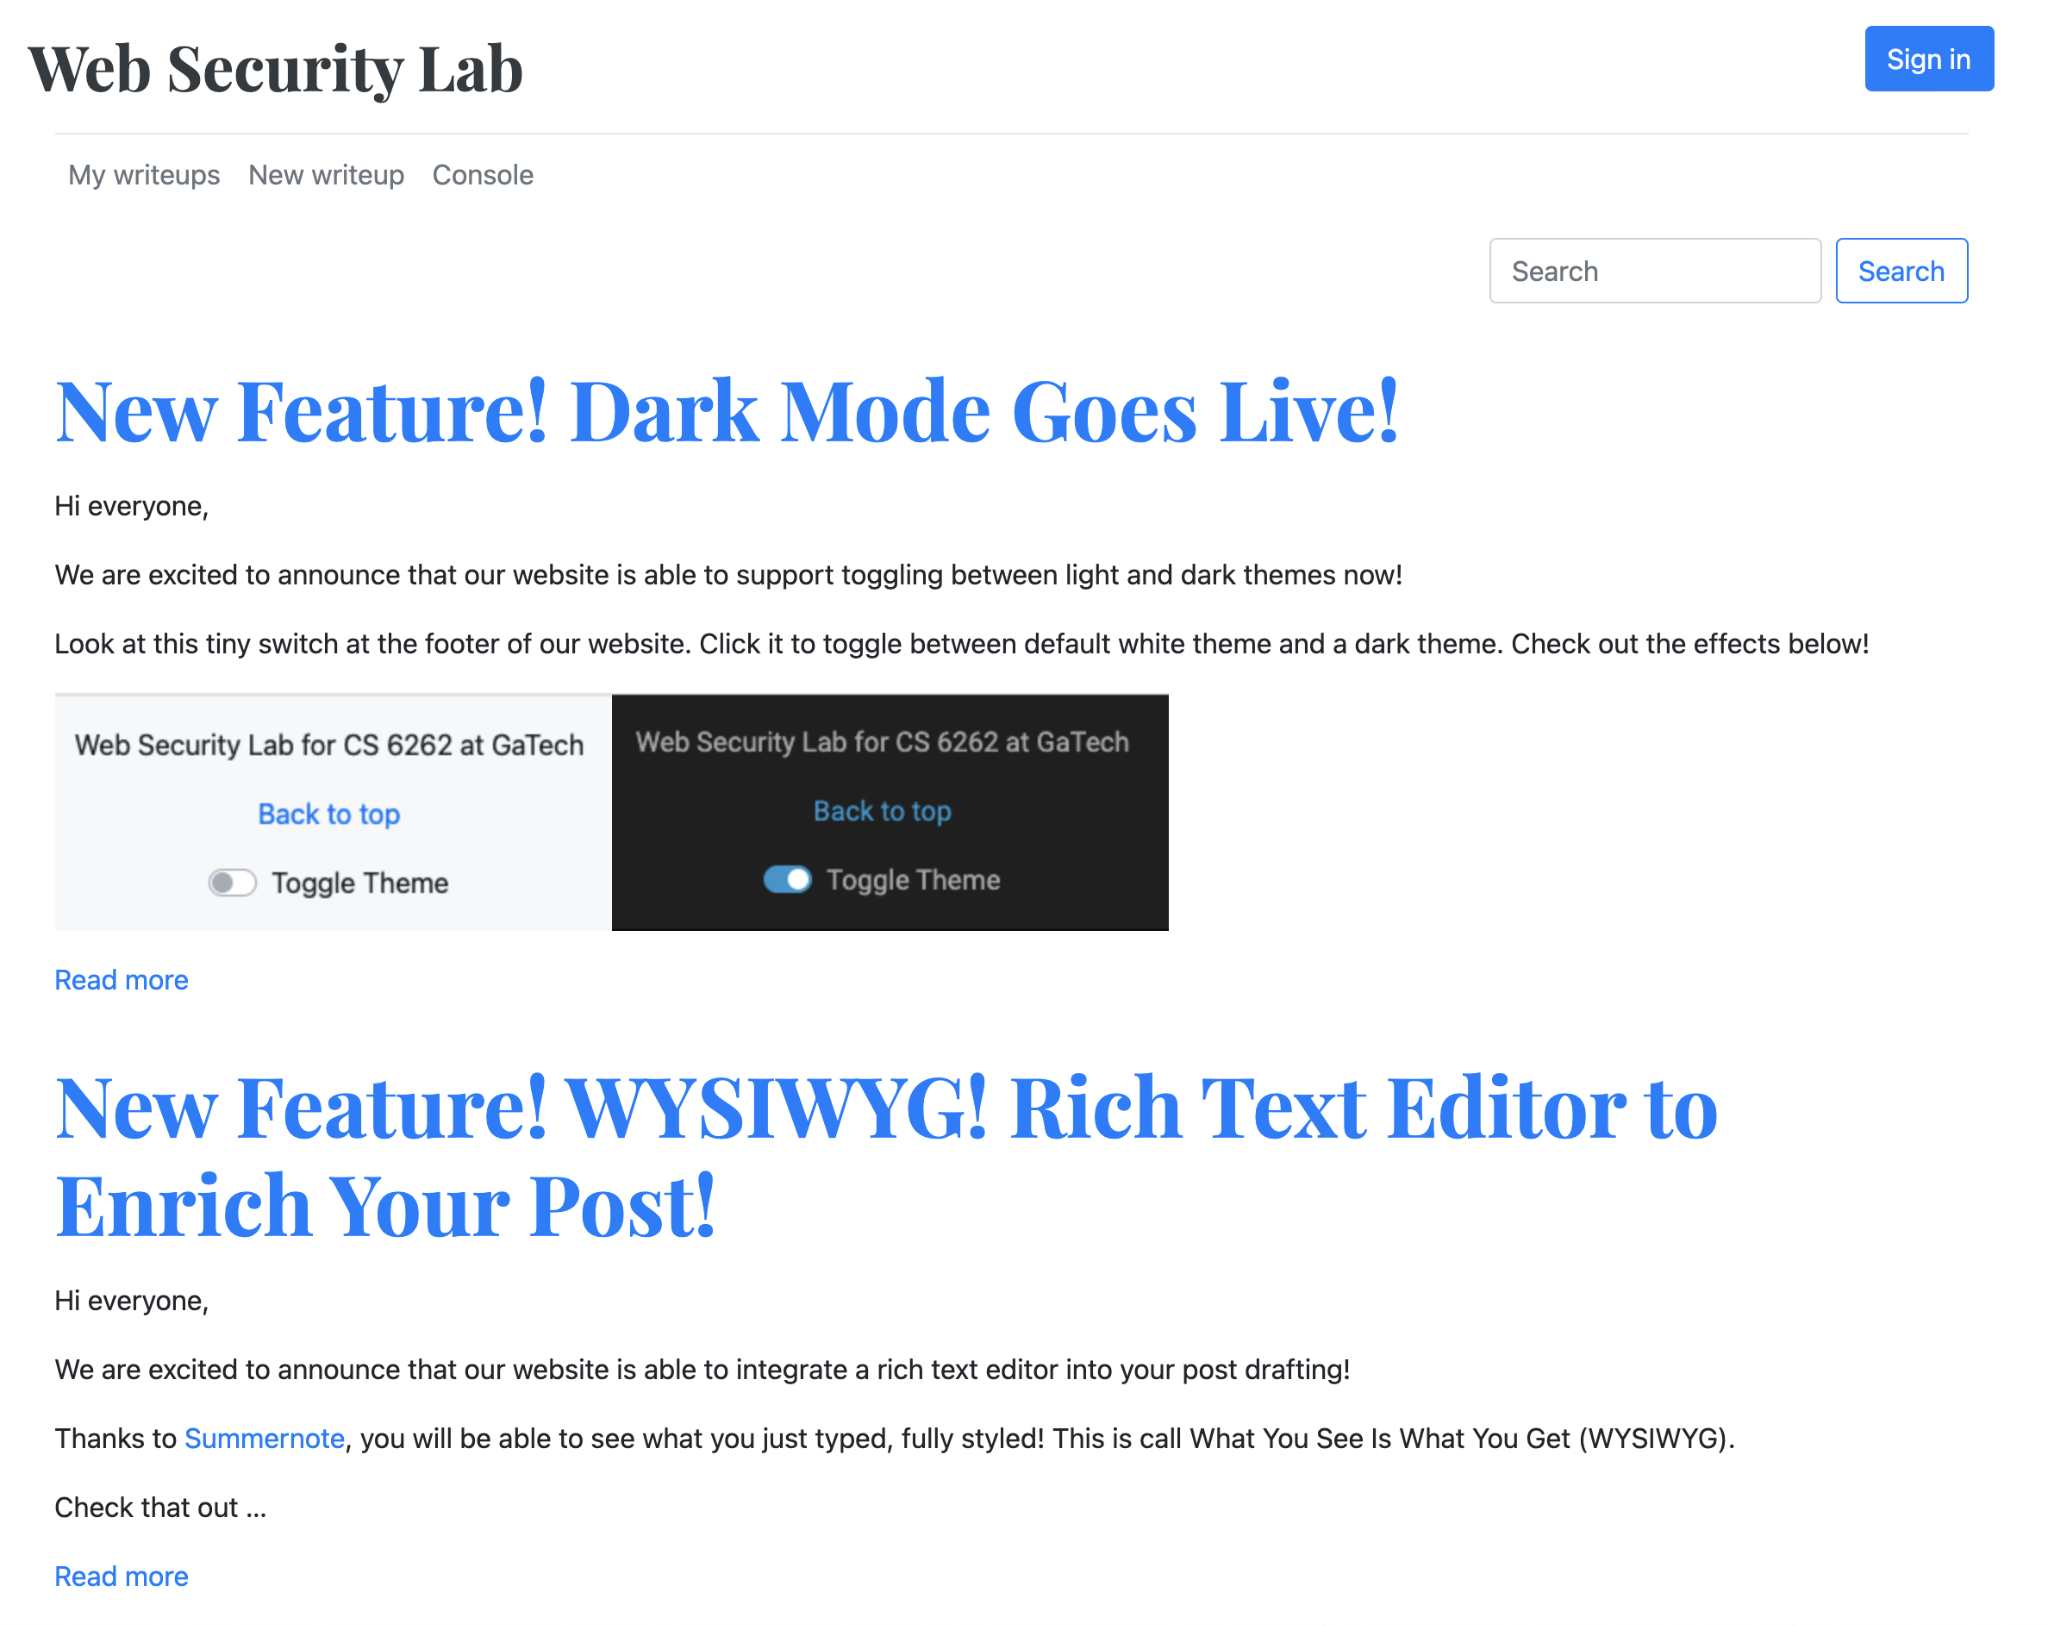 Web Security Lab
Sign in
My writeups New writeup Console
Search Search
New Feature! Dark Mode Goes Live!
Hi everyone,
We are excited to announce that our website is able to support toggling between light and dark themes now!
Look at this tiny switch at the footer of our website. Click it to toggle between default white theme and a dark theme. Check out the effects below!
Web Security Lab for CS 6262 at GaTech
Back to top
Toggle Theme
Web Security Lab for CS 6262 at GaTech
Back to top
Toggle Theme
Read more
New Feature! WYSIWYG! Rich Text Editor to
Enrich Your Post!
Hi everyone,
We are excited to announce that our website is able to integrate a rich text editor into your post drafting!
Thanks to Summernote, you will be able to see what you just typed, fully styled! This is call What You See Is What You Get (WYSIWYG).
Check that out ...
Read more